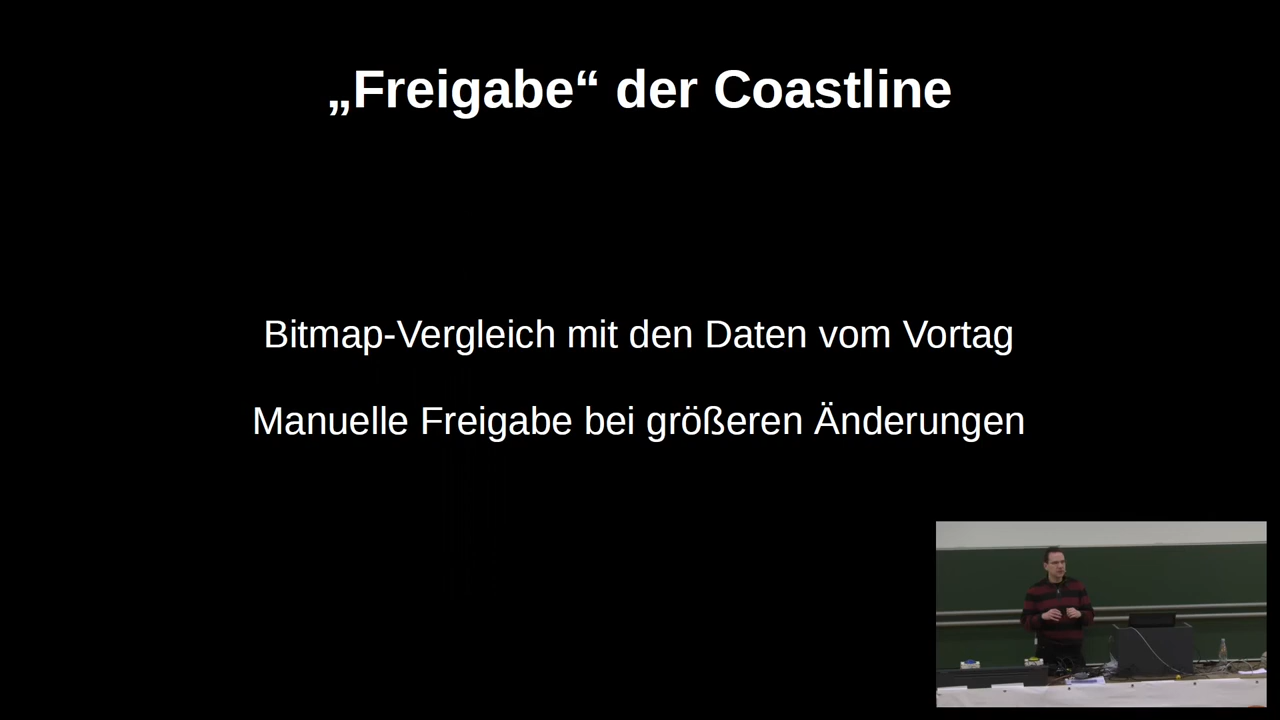 „Freigabe“ der Coastline
Bitmap-Vergleich mit den Daten vom Vortag
Manuelle Freigabe bei größeren Änderungen